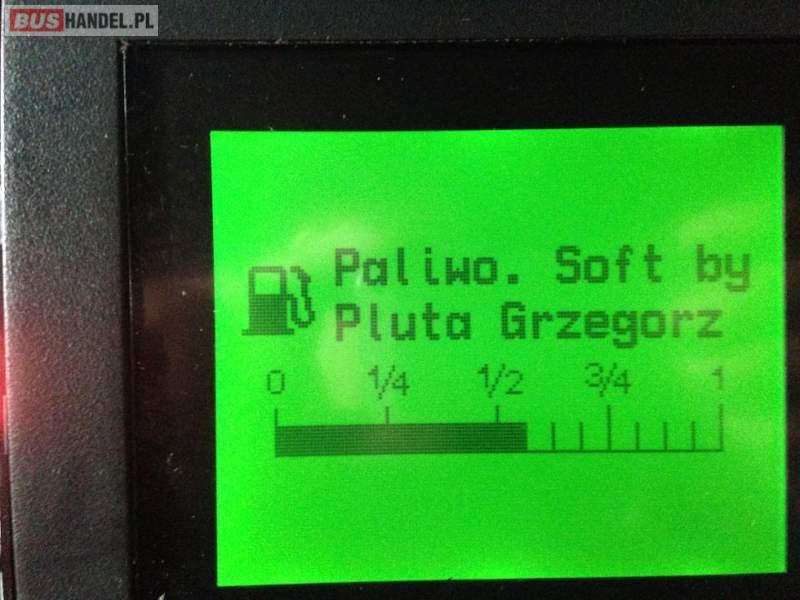 BUSHANDEL.PL
Paliwo. Soft by
Pluta Grzegorz
0 1/4 1/2 3/4 1